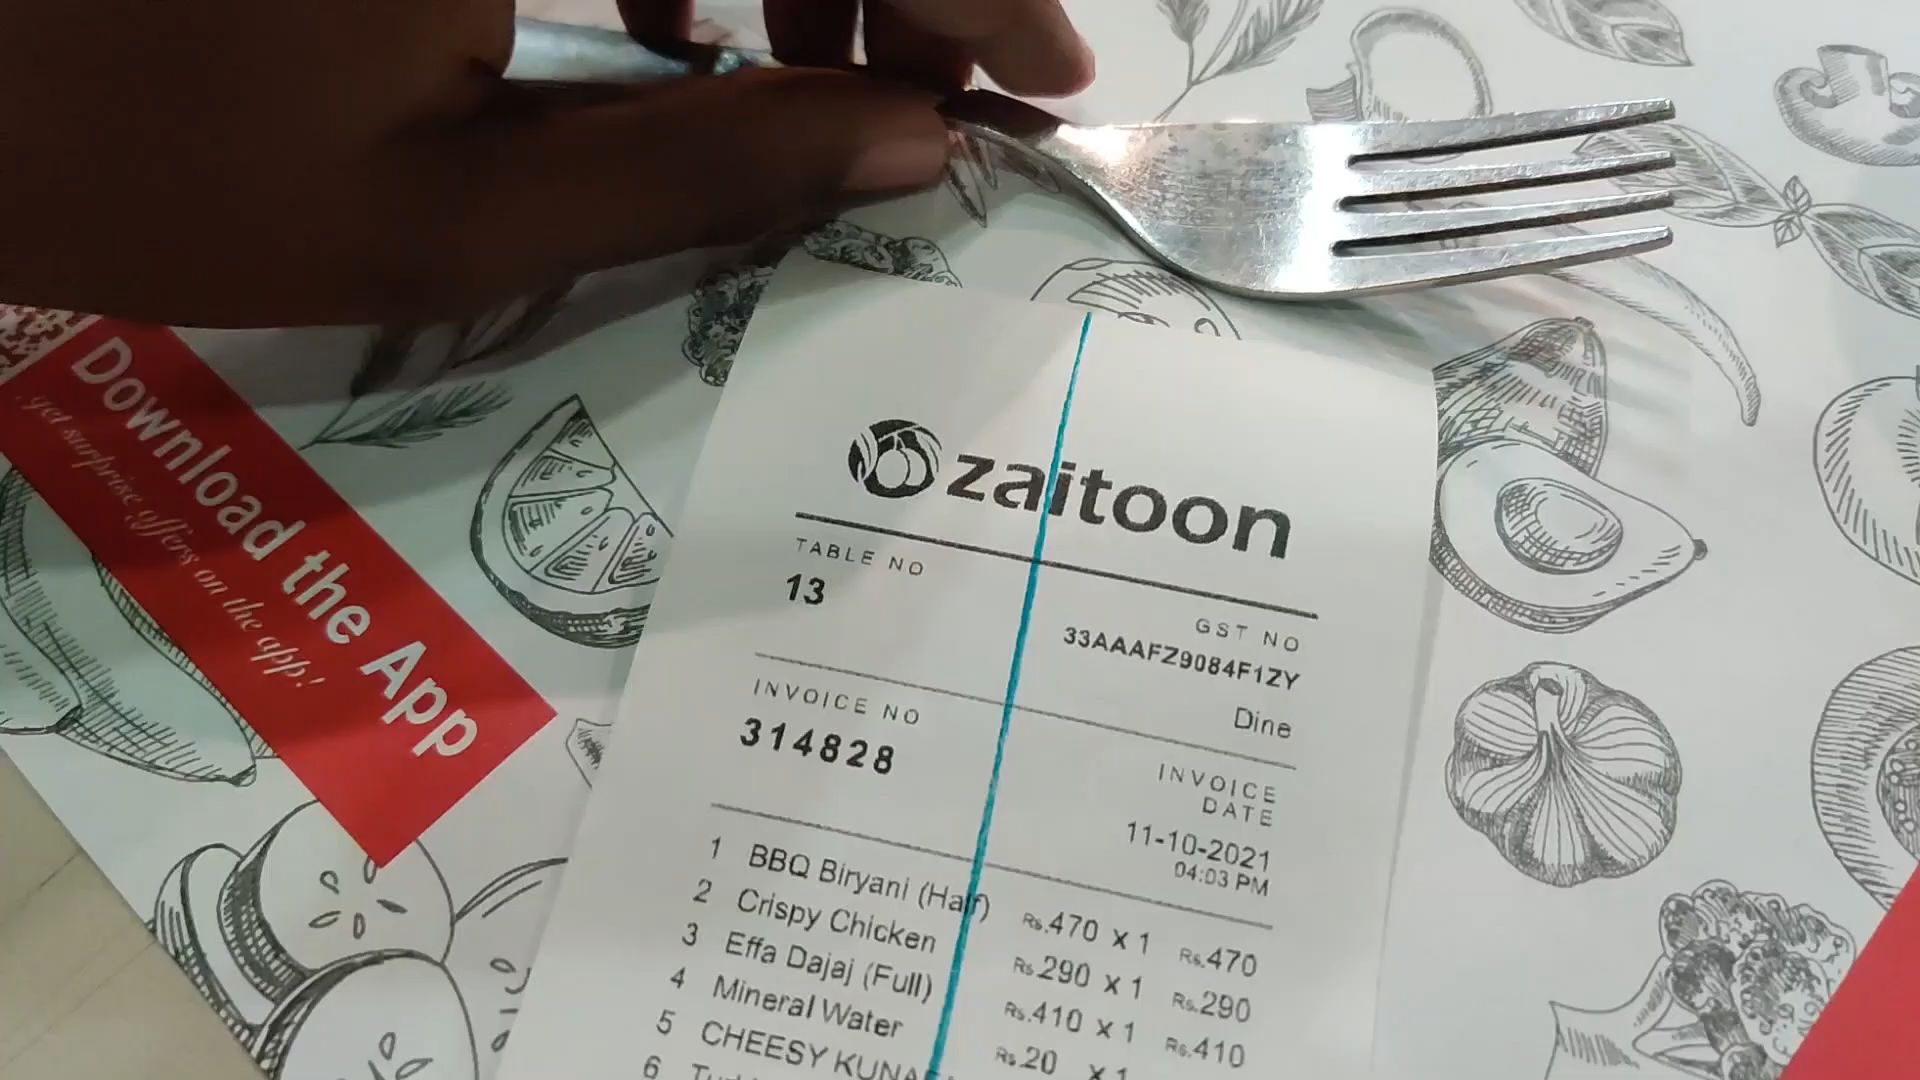 Download the App
get surprise offers on the app!
zaitoon
TABLE NO
13
GST NO
33AAAFZ9084F1ZY
Dine
INVOICE NO
314828
INVOICE
DATE
11-10-2021
04:03 PM
1 BBQ Biryani (Half) Rs.470 x 1 Rs.470
2 Crispy Chicken Rs.290 x 1 Rs.290
3 Effa Dajaj (Full) Rs.410 x 1 Rs.410
4 Mineral Water Rs.20 x 1
5 CHEESY
6